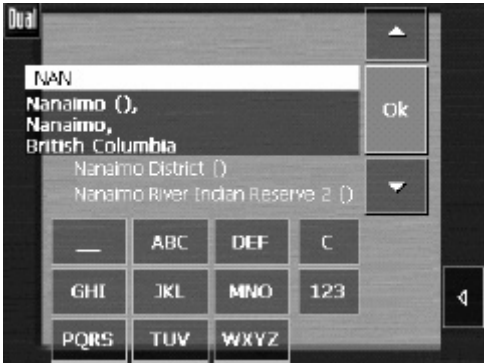 Dual
NAN
Nanaimo (),
Nanaimo,
British Columbia
Ok
Nanaimo District ()
Nanaimo River Indian Reserve 2 ()
__ ABC DEF C
GHI JKL MNO 123
PQRS TUV WXYZ